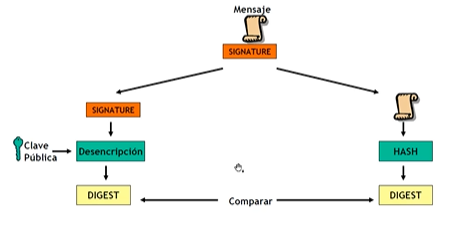 Mensaje
SIGNATURE
SIGNATURE
Clave
Pública
Desencripción
HASH
DIGEST
Comparar
DIGEST